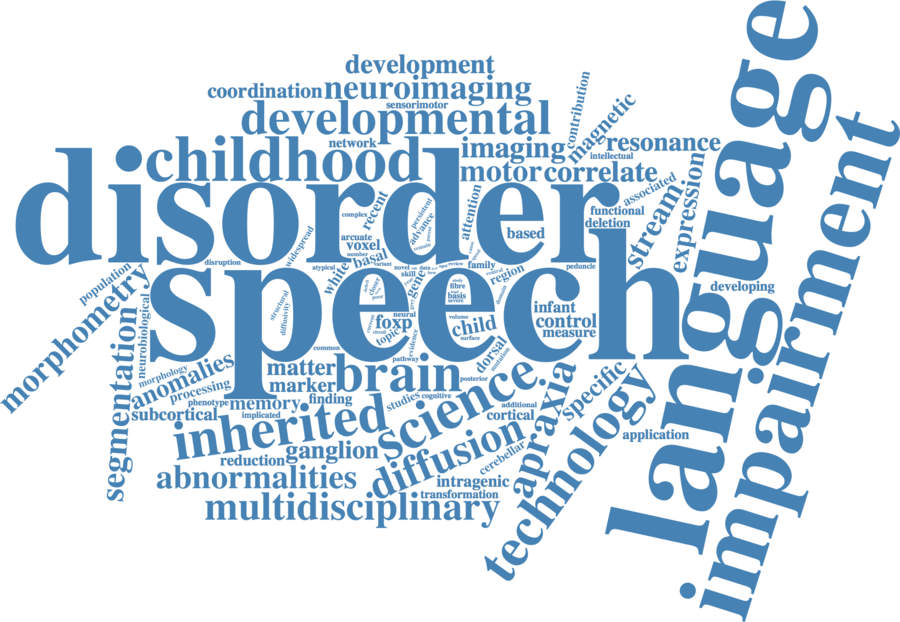 development
coordination
neuroimaging
sensorimotor
developmental
contribution
magnetic
network
imaging
resonance
intellectual
childhood
motor
correlate
disorder
language
impairment
attention
associated
stream
expression
recent
persistent
advance
complex
functional
deletion
based
arcuate
voxel
number
widespread
basal
white
disruption
atypical
variant
novel
data
family
region
peduncle
population
skill
gene
speech
developing
morphometry
neurobiological
segmentation
structural
diffusivity
fibre
basis
severe
infant
control
measure
volume
child
surface
neural
foxp
topic
current
evidence
common
pathway
dorsal
mutation
matter
marker
brain
posterior
morphology
anomalies
processing
phenotype
memory
finding
studies
cognitive
science
apraxia
specific
technology
additional
cortical
subcortical
implicated
inherited
application
reduction
ganglion
diffusion
cerebellar
abnormalities
intragenic
transformation
multidisciplinary